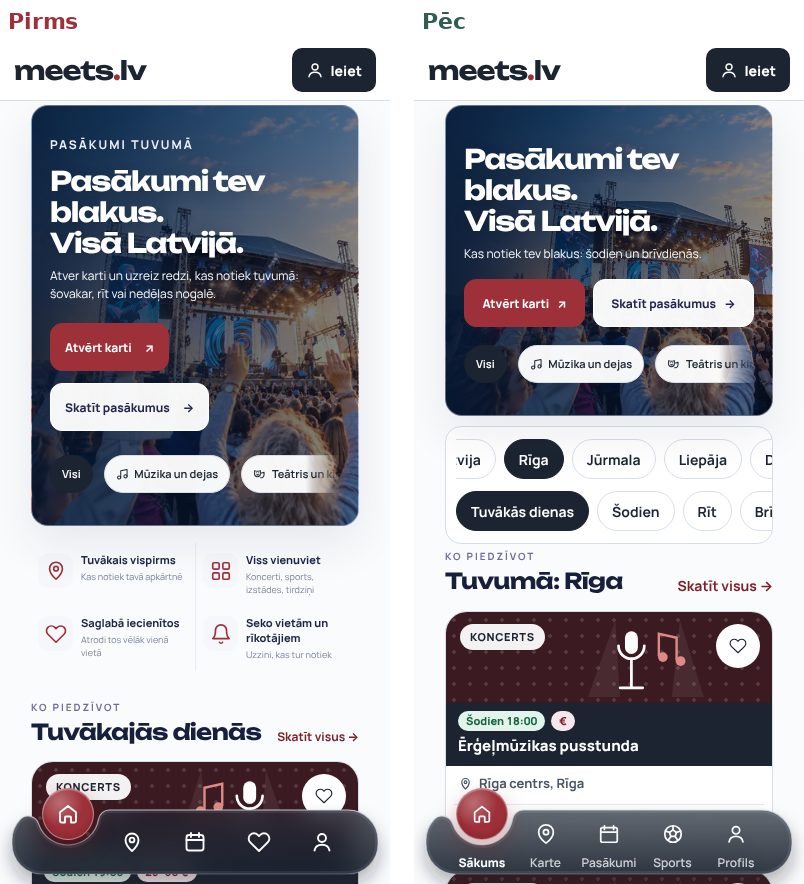 Pirms
meets.lv
Ieiet
PASĀKUMI TUVUMĀ
Pasākumi tev
blakus.
Visā Latvijā.
Atver karti un uzreiz redzi, kas notiek tuvumā:
šovakar, rīt vai nedēļas nogalē.
Atvērt karti ↗
Skatīt pasākumus →
Visi
Mūzika un dejas
Teātris un
Tuvākais vispirms
Kas notiek tavā apkārtnē
Viss vienuviet
Koncerti, sports,
izstādes, tirdziņi
Saglabā iecienītos
Atrodi tos vēlāk vienā
vietā
Seko vietām un
rīkotājiem
Uzzini, kas tur notiek
KO PIEDZĪVOT
Tuvākajās dienās
Skatīt visus →
KONCERTS
Pēc
meets.lv
Ieiet
Pasākumi tev
blakus.
Visā Latvijā.
Kas notiek tev blakus: šodien un brīvdienās.
Atvērt karti ↗
Skatīt pasākumus →
Visi
Mūzika un dejas
Teātris un
vija
Rīga
Jūrmala
Liepāja
D
Tuvākās dienas
Šodien
Rīt
Brī
KO PIEDZĪVOT
Tuvumā: Rīga
Skatīt visus →
KONCERTS
Šodien 18:00
€
Ērģeļmūzikas pusstunda
Rīga centrs, Rīga
Sākums
Karte
Pasākumi
Sports
Profils